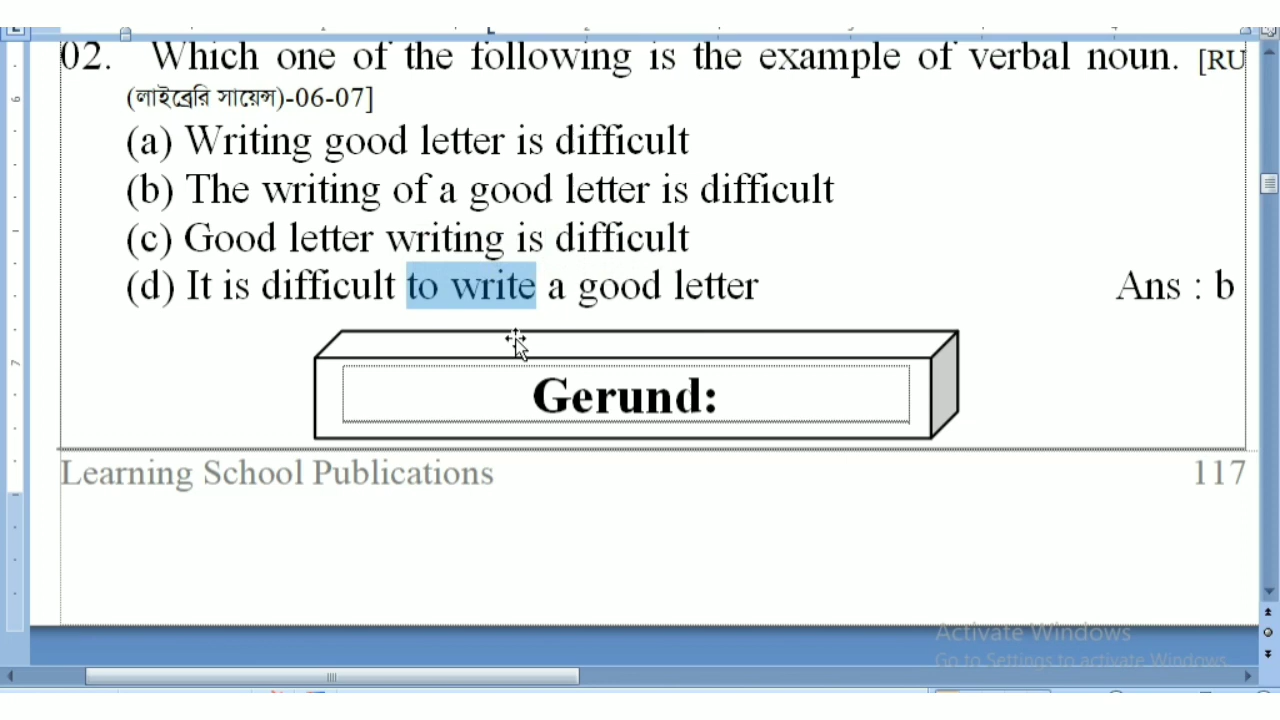 02. Which one of the following is the example of verbal noun. [RU
(লাইব্রেরি সায়েন্স)-06-07]
(a) Writing good letter is difficult
(b) The writing of a good letter is difficult
(c) Good letter writing is difficult
(d) It is difficult to write a good letter Ans : b
Gerund:
Learning School Publications 117
Activate Windows
Go to Settings to activate Windows.